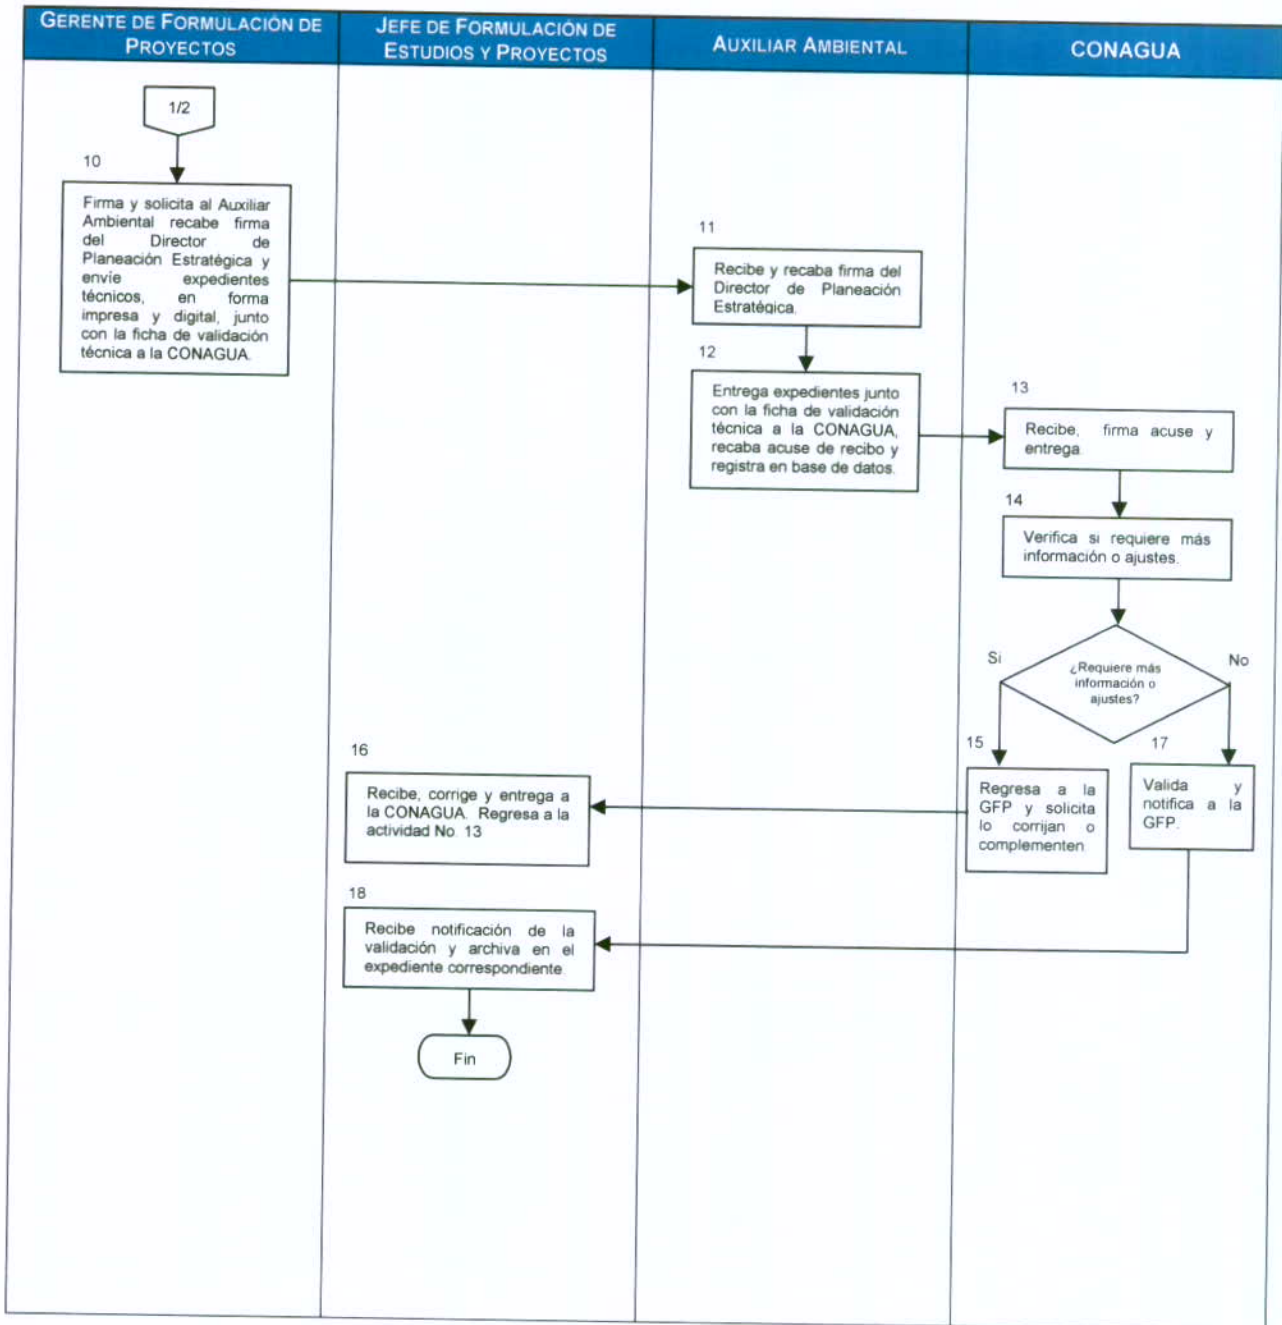 GERENTE DE FORMULACIÓN DE
PROYECTOS
JEFE DE FORMULACIÓN DE
ESTUDIOS Y PROYECTOS
AUXILIAR AMBIENTAL
CONAGUA
1/2
10
Firma y solicita al Auxiliar
Ambiental recabe firma
del Director de
Planeación Estratégica y
envíe expedientes
técnicos, en forma
impresa y digital, junto
con la ficha de validación
técnica a la CONAGUA.
11
Recibe y recaba firma del
Director de Planeación
Estratégica.
12
Entrega expedientes junto
con la ficha de validación
técnica a la CONAGUA,
recaba acuse de recibo y
registra en base de datos.
13
Recibe, firma acuse y
entrega.
14
Verifica si requiere más
información o ajustes.
Si
¿Requiere más
información o
ajustes?
No
15
Regresa a la
GFP y solicita
lo corrijan o
complementen
17
Valida y
notifica a la
GFP.
16
Recibe, corrige y entrega a
la CONAGUA. Regresa a la
actividad No. 13
18
Recibe notificación de la
validación y archiva en el
expediente correspondiente
Fin